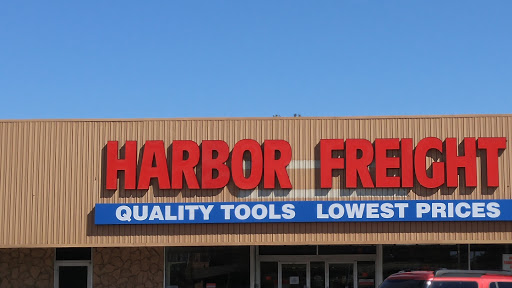 HARBOR FREIGHT
QUALITY TOOLS LOWEST PRICES